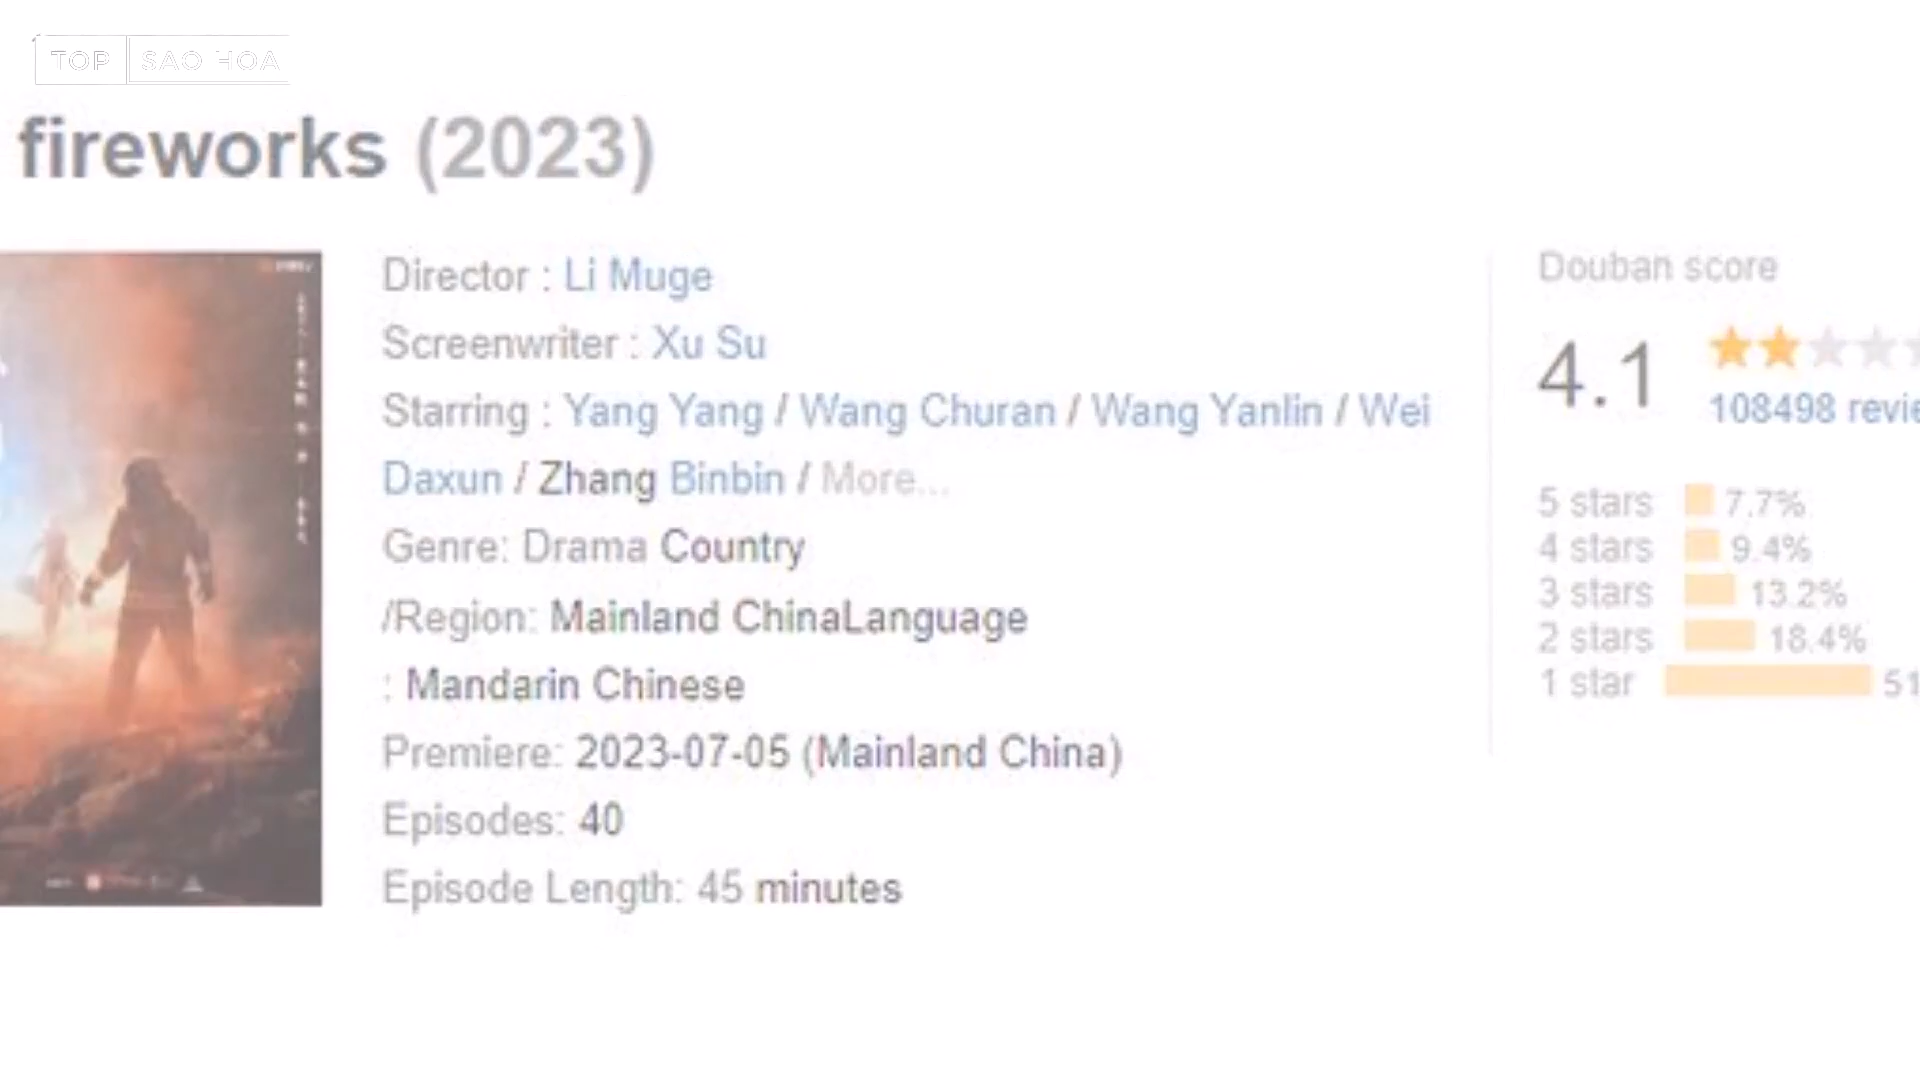 TOP SAO HOA
fireworks (2023)
Director : Li Muge
Screenwriter : Xu Su
Starring : Yang Yang / Wang Churan / Wang Yanlin / Wei
Daxun / Zhang Binbin / More...
Genre: Drama Country
/Region: Mainland ChinaLanguage
: Mandarin Chinese
Premiere: 2023-07-05 (Mainland China)
Episodes: 40
Episode Length: 45 minutes
Douban score
4.1
108498 revie
5 stars 7.7%
4 stars 9.4%
3 stars 13.2%
2 stars 18.4%
1 star 51